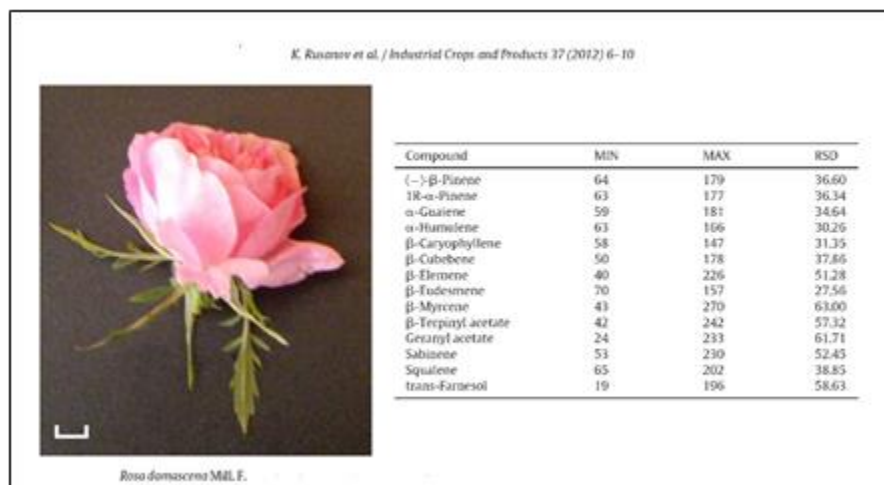 K. Rusanov et al. / Industrial Crops and Products 37 (2012) 6–10
Compound MIN MAX RSD
(−)-β-Pinene 64 179 36.60
1R-α-Pinene 63 177 36.34
α-Guaiene 59 181 34.64
α-Humulene 63 166 30.26
β-Caryophyllene 58 147 31.35
β-Cubebene 50 178 37.86
β-Elemene 40 226 51.28
β-Eudesmene 70 157 27.56
β-Myrcene 43 270 63.00
β-Terpinyl acetate 42 242 57.32
Geranyl acetate 24 233 61.71
Sabinene 53 230 52.45
Squalene 65 202 38.85
trans-Farnesol 19 196 58.63
Rosa damascena Mill. F.